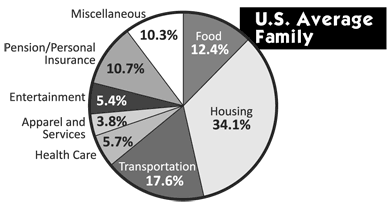 U.S. Average
Family
Miscellaneous
10.3%
Food
12.4%
Pension/Personal
Insurance
10.7%
Entertainment
5.4%
Housing
34.1%
Apparel and
Services
3.8%
Health Care
5.7%
Transportation
17.6%